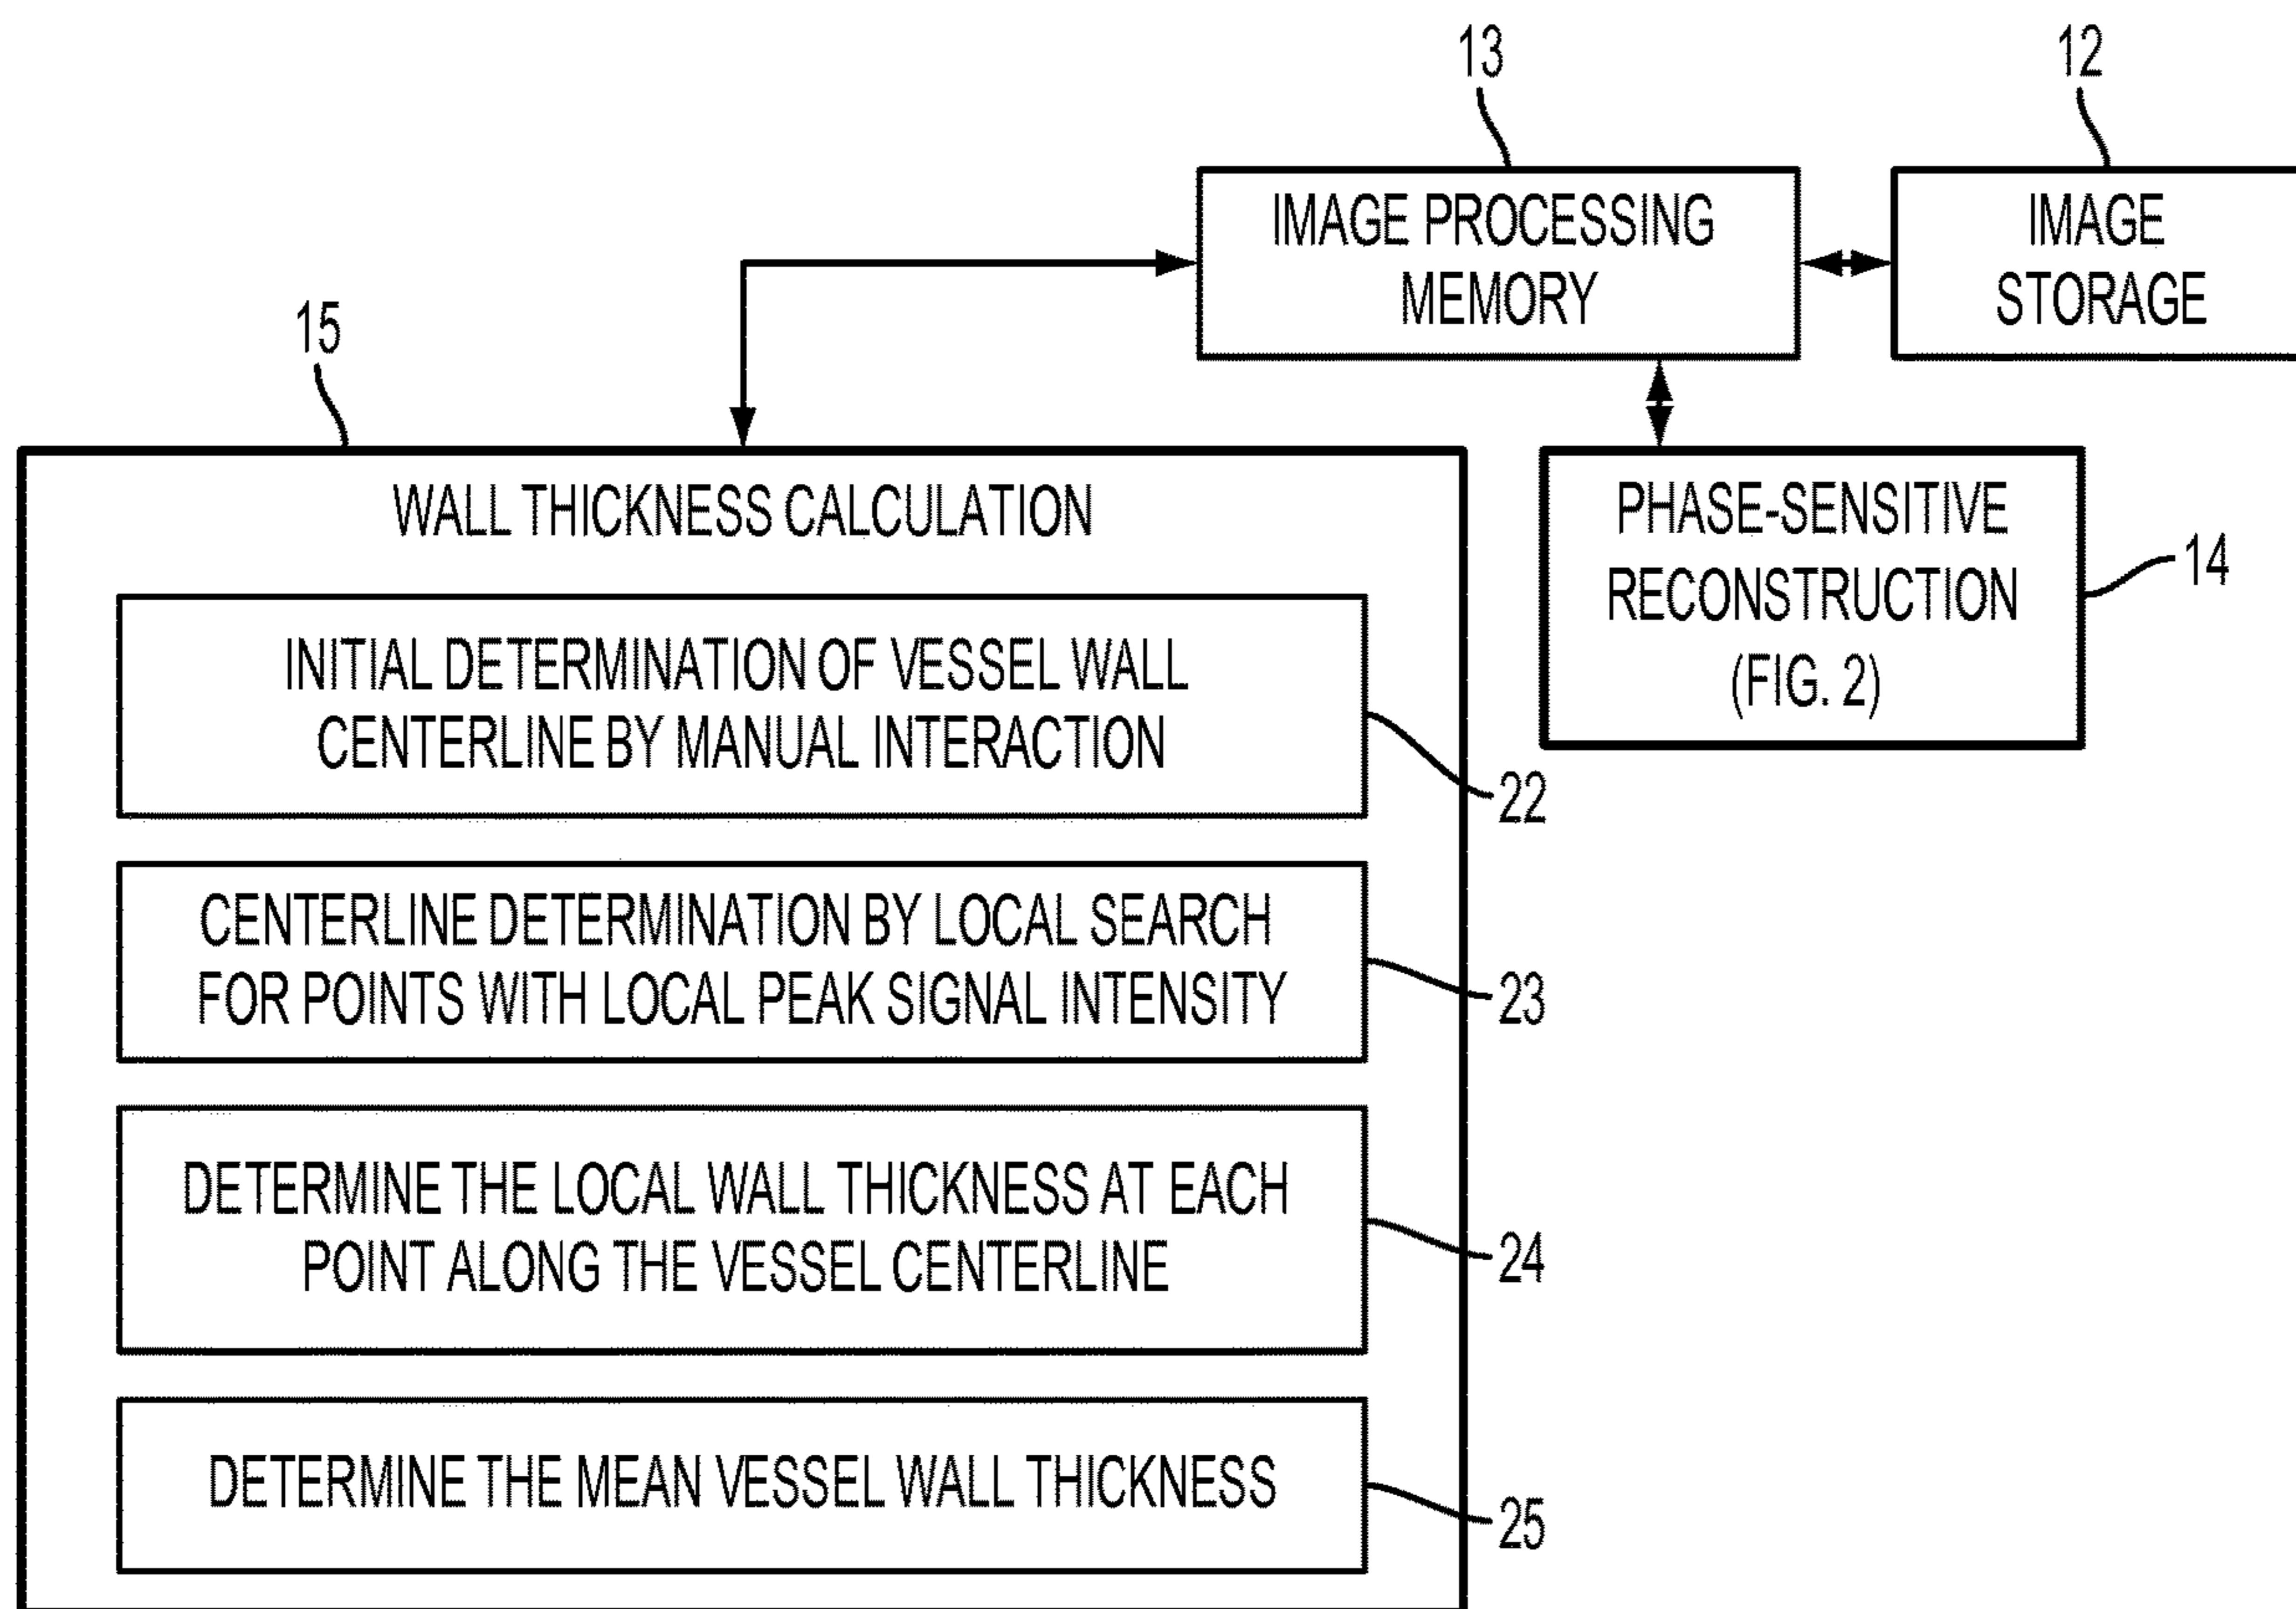 13
12
IMAGE PROCESSING
MEMORY
IMAGE
STORAGE
15
WALL THICKNESS CALCULATION
PHASE-SENSITIVE
RECONSTRUCTION
(FIG. 2)
14
INITIAL DETERMINATION OF VESSEL WALL
CENTERLINE BY MANUAL INTERACTION
22
CENTERLINE DETERMINATION BY LOCAL SEARCH
FOR POINTS WITH LOCAL PEAK SIGNAL INTENSITY
23
DETERMINE THE LOCAL WALL THICKNESS AT EACH
POINT ALONG THE VESSEL CENTERLINE
24
DETERMINE THE MEAN VESSEL WALL THICKNESS
25